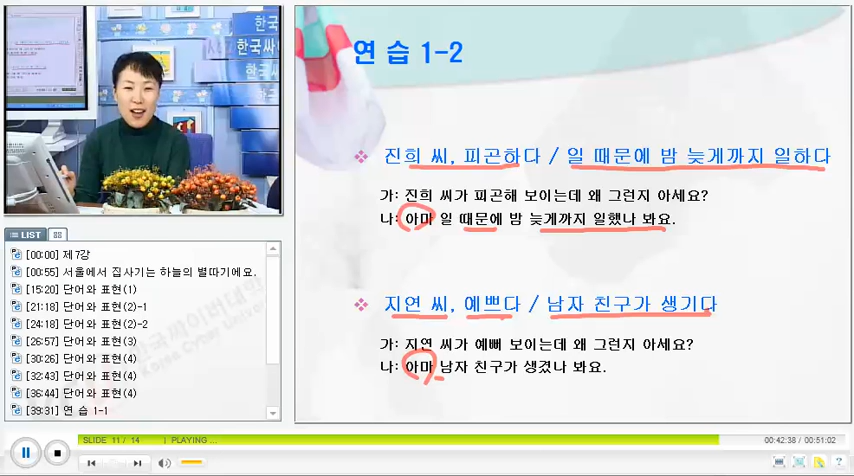 한국
한국싸이
한국
연 습 1-2
진희 씨, 피곤하다 / 일 때문에 밤 늦게까지 일하다
가: 진희 씨가 피곤해 보이는데 왜 그런지 아세요?
나: 아마 일 때문에 밤 늦게까지 일했나 봐요.
지연 씨, 예쁘다 / 남자 친구가 생기다
가: 지연 씨가 예뻐 보이는데 왜 그런지 아세요?
나: 아마 남자 친구가 생겼나 봐요.
LIST
[00:00] 제7강
[00:55] 서울에서 집사기는 하늘의 별따기에요.
[15:20] 단어와 표현(1)
[21:18] 단어와 표현(2)-1
[24:18] 단어와 표현(2)-2
[26:57] 단어와 표현(3)
[30:26] 단어와 표현(4)
[32:43] 단어와 표현(4)
[36:44] 단어와 표현(4)
[39:31] 연 습 1-1
SLIDE 11 / 14 | PLAYING ...
00:42:38 / 00:51:02